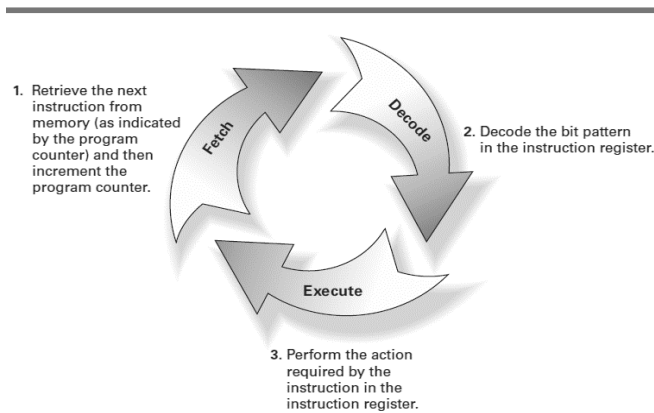 1. Retrieve the next
instruction from
memory (as indicated
by the program
counter) and then
increment the
program counter.
Fetch
Decode
2. Decode the bit pattern
in the instruction register.
Execute
3. Perform the action
required by the
instruction in the
instruction register.